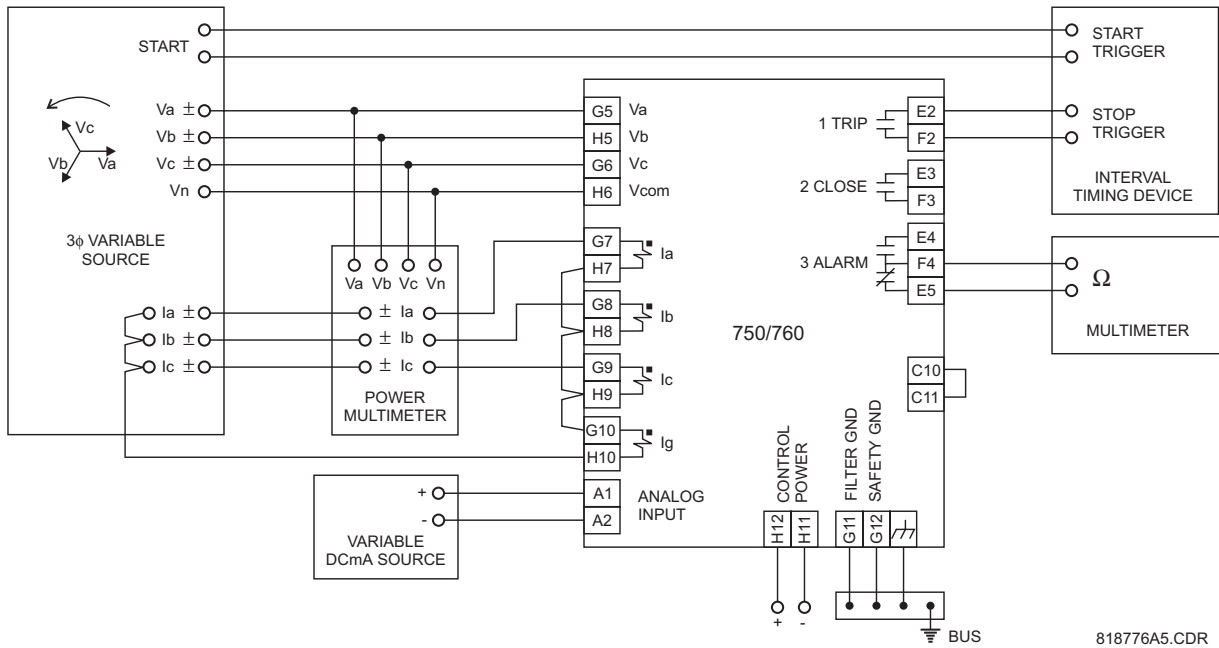 START
Va ±
Vb ±
Vc ±
Vn
Vc
Vb
Va
3ϕ VARIABLE
SOURCE
Ia ±
Ib ±
Ic ±
Va Vb Vc Vn
± Ia
± Ib
± Ic
POWER
MULTIMETER
+
-
VARIABLE
DCmA SOURCE
G5 Va
H5 Vb
G6 Vc
H6 Vcom
G7
H7
Ia
G8
H8
Ib
G9
H9
Ic
G10
H10
Ig
A1
A2
ANALOG
INPUT
750/760
1 TRIP
E2
F2
2 CLOSE
E3
F3
3 ALARM
E4
F4
E5
C10
C11
CONTROL
POWER
FILTER GND
SAFETY GND
H12
H11
G11
G12
+
-
BUS
START
TRIGGER
STOP
TRIGGER
INTERVAL
TIMING DEVICE
Ω
MULTIMETER
818776A5.CDR